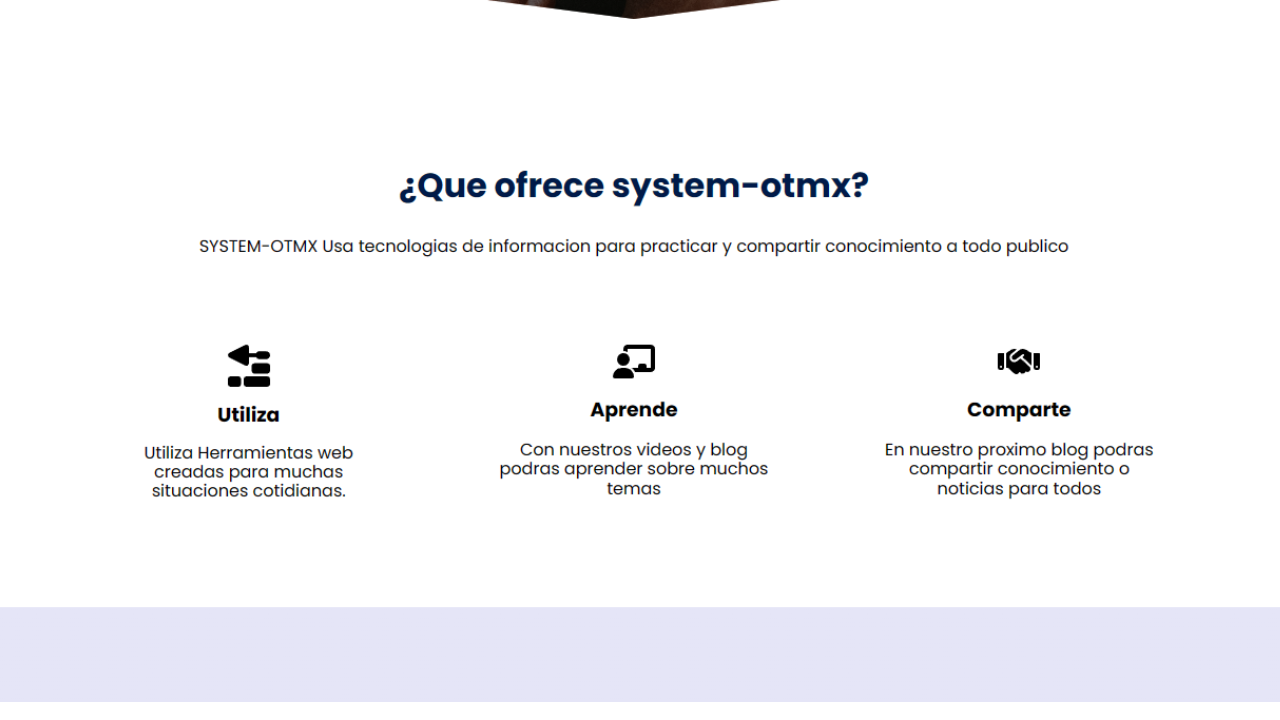 ¿Que ofrece system-otmx?
SYSTEM-OTMX Usa tecnologias de informacion para practicar y compartir conocimiento a todo publico
Utiliza
Utiliza Herramientas web
creadas para muchas
situaciones cotidianas.
Aprende
Con nuestros videos y blog
podras aprender sobre muchos
temas
Comparte
En nuestro proximo blog podras
compartir conocimiento o
noticias para todos